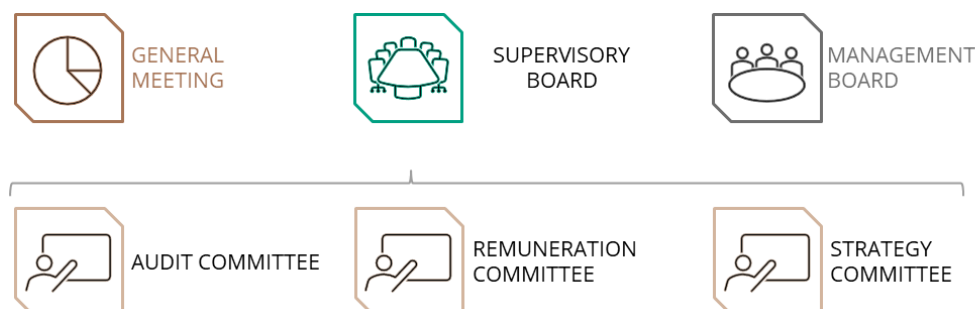 GENERAL
MEETING
SUPERVISORY
BOARD
MANAGEMENT
BOARD
AUDIT COMMITTEE
REMUNERATION
COMMITTEE
STRATEGY
COMMITTEE